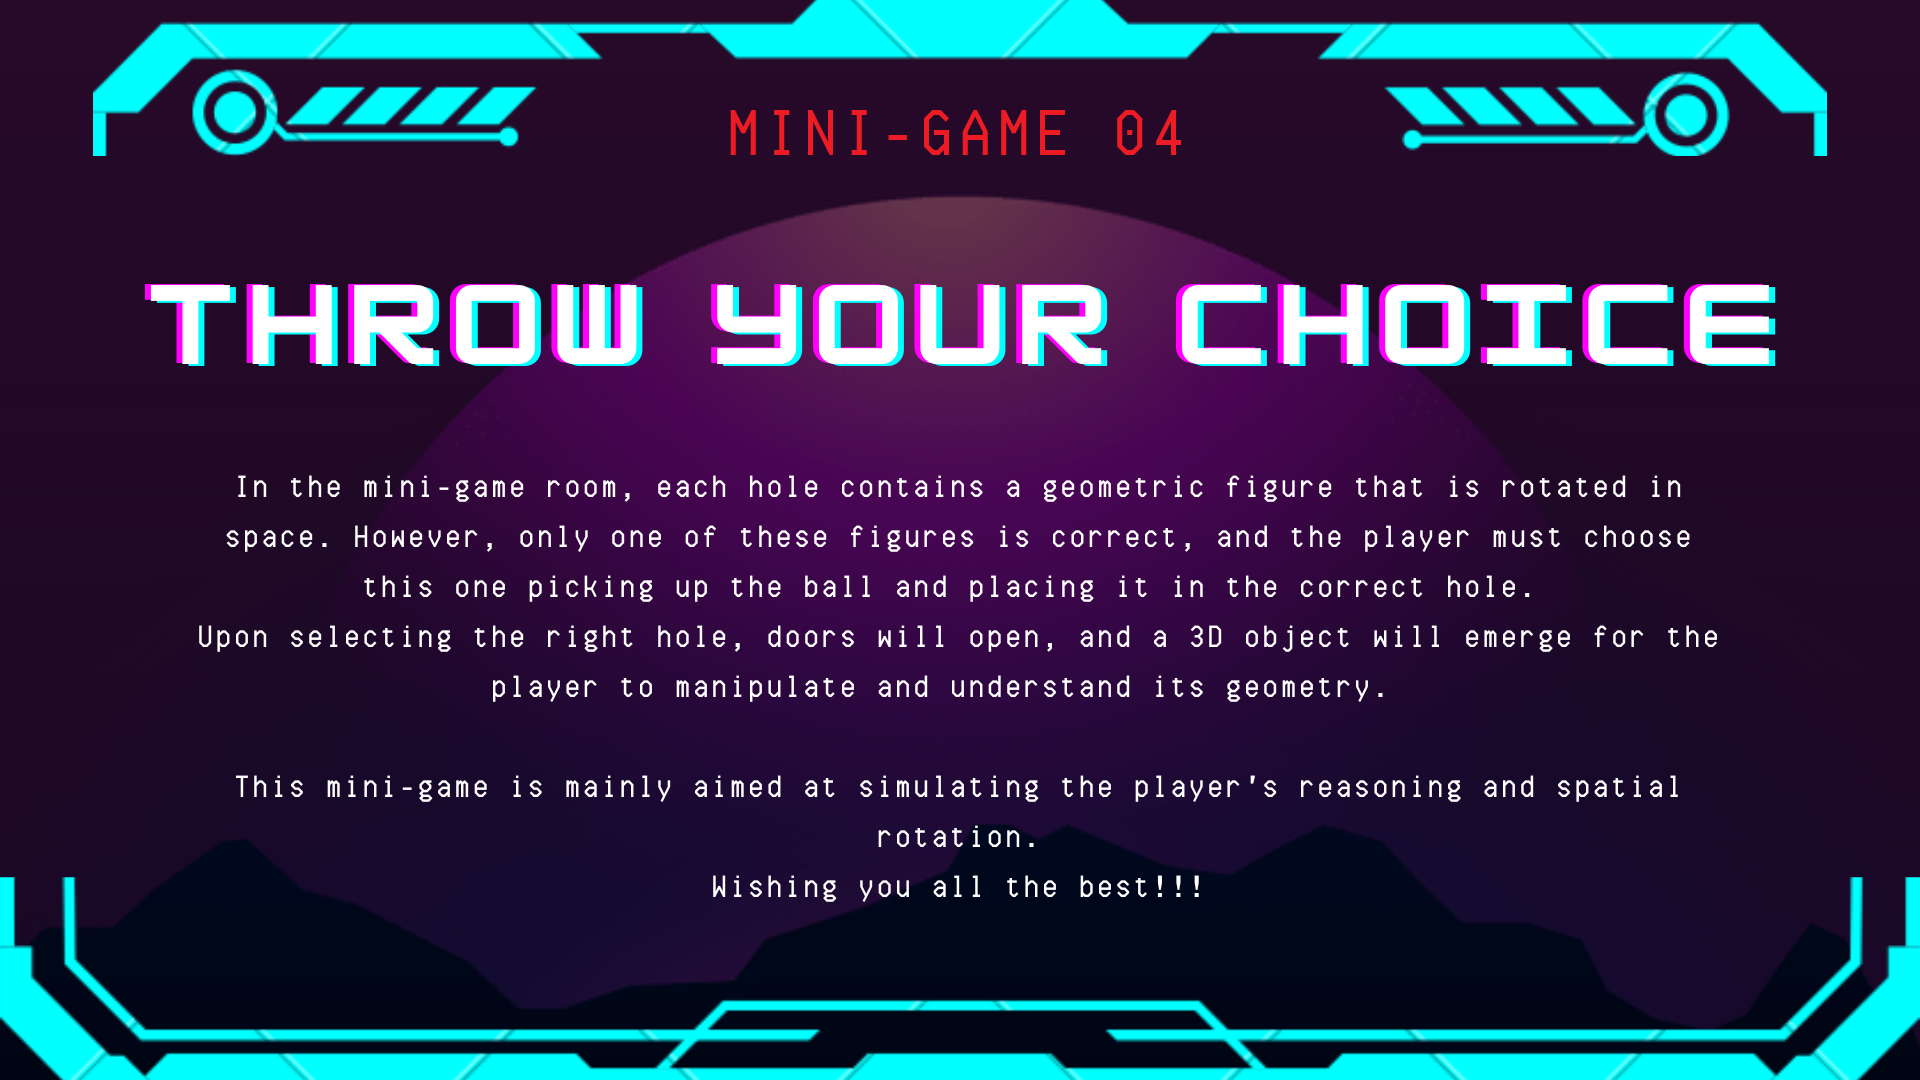 MINI-GAME 04
THROW YOUR CHOICE
In the mini-game room, each hole contains a geometric figure that is rotated in
space. However, only one of these figures is correct, and the player must choose
this one picking up the ball and placing it in the correct hole.
Upon selecting the right hole, doors will open, and a 3D object will emerge for the
player to manipulate and understand its geometry.
This mini-game is mainly aimed at simulating the player's reasoning and spatial
rotation.
Wishing you all the best!!!